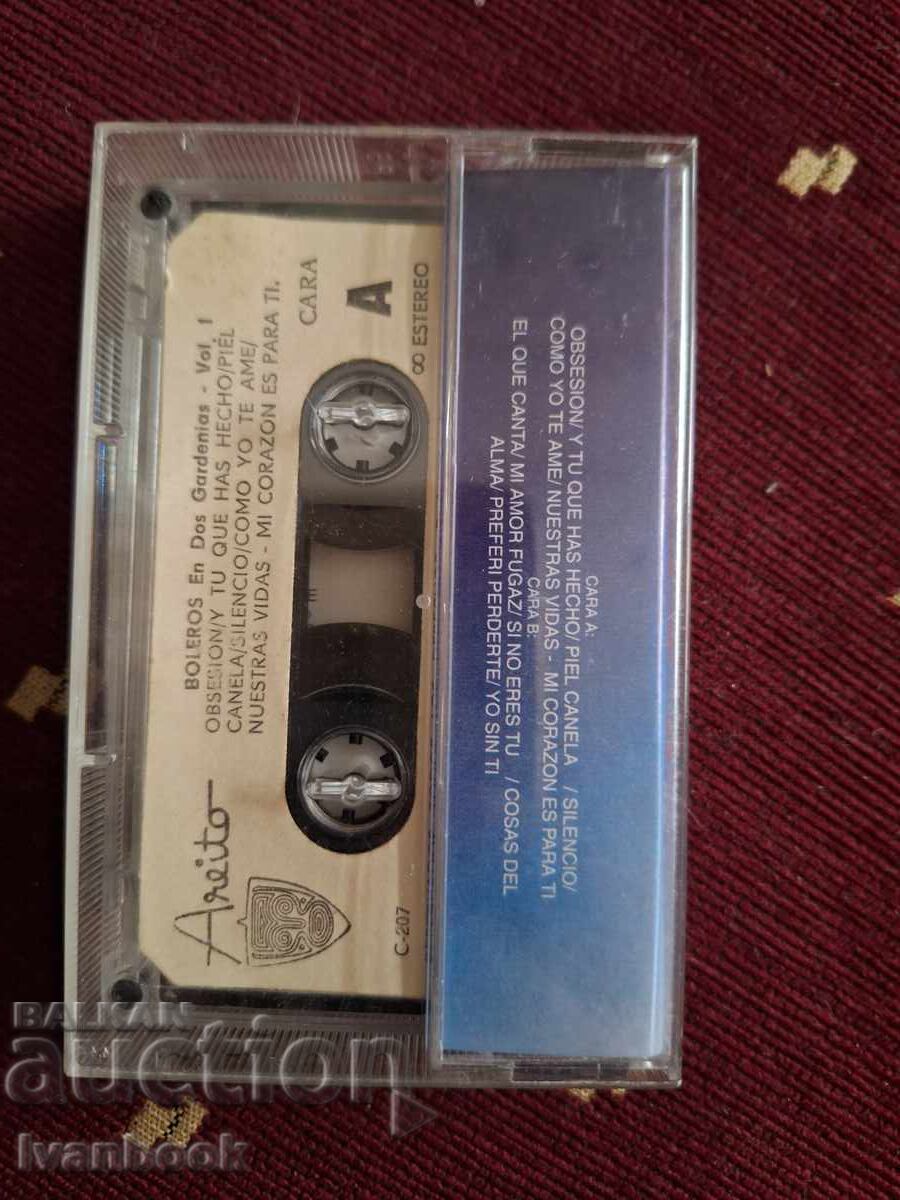 BOLEROS En Dos Gardenias - Vol. 1
OBSESION/Y TU QUE HAS HECHO/PIEL
CANELA/SILENCIO/COMO YO TE AME/
NUESTRAS VIDAS - MI CORAZON ES PARA TI.
CARA
A
∞ ESTEREO
Areito
C-207
CARA A:
OBSESION/ Y TU QUE HAS HECHO/ PIEL CANELA / SILENCIO/
COMO YO TE AME/ NUESTRAS VIDAS - MI CORAZON ES PARA TI
CARA B:
EL QUE CANTA/ MI AMOR FUGAZ/ SI NO ERES TU / COSAS DEL
ALMA/ PREFERI PERDERTE/ YO SIN TI
BALKAN
auction
Ivanbook